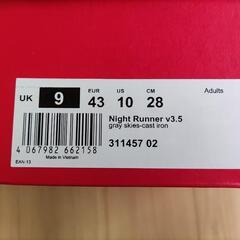 UK 9 EUR 43 US 10 CM 28 Adults
Night Runner v3.5
gray skies-cast iron
311457 02
4 067982 662158
EAN-13
Made in Vietnam